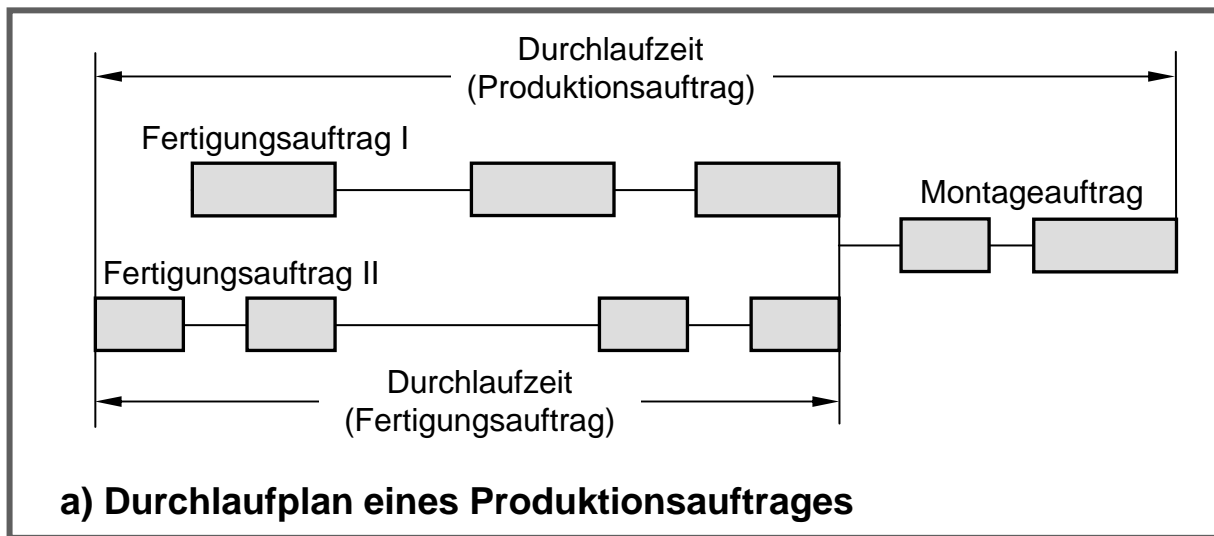 Durchlaufzeit
(Produktionsauftrag)
Fertigungsauftrag I
Montageauftrag
Fertigungsauftrag II
Durchlaufzeit
(Fertigungsauftrag)
a) Durchlaufplan eines Produktionsauftrages